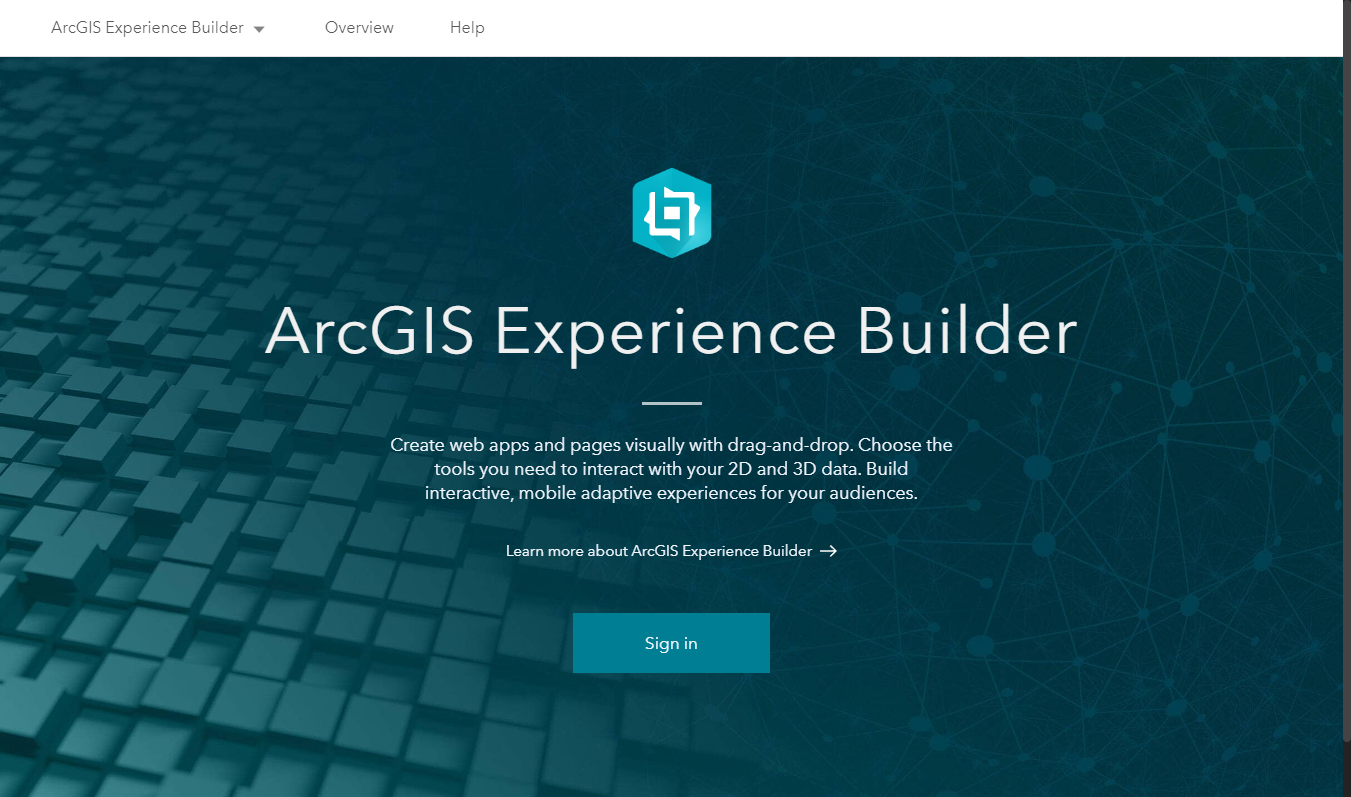 ArcGIS Experience Builder
Overview
Help
ArcGIS Experience Builder
Create web apps and pages visually with drag-and-drop. Choose the
tools you need to interact with your 2D and 3D data. Build
interactive, mobile adaptive experiences for your audiences.
Learn more about ArcGIS Experience Builder →
Sign in